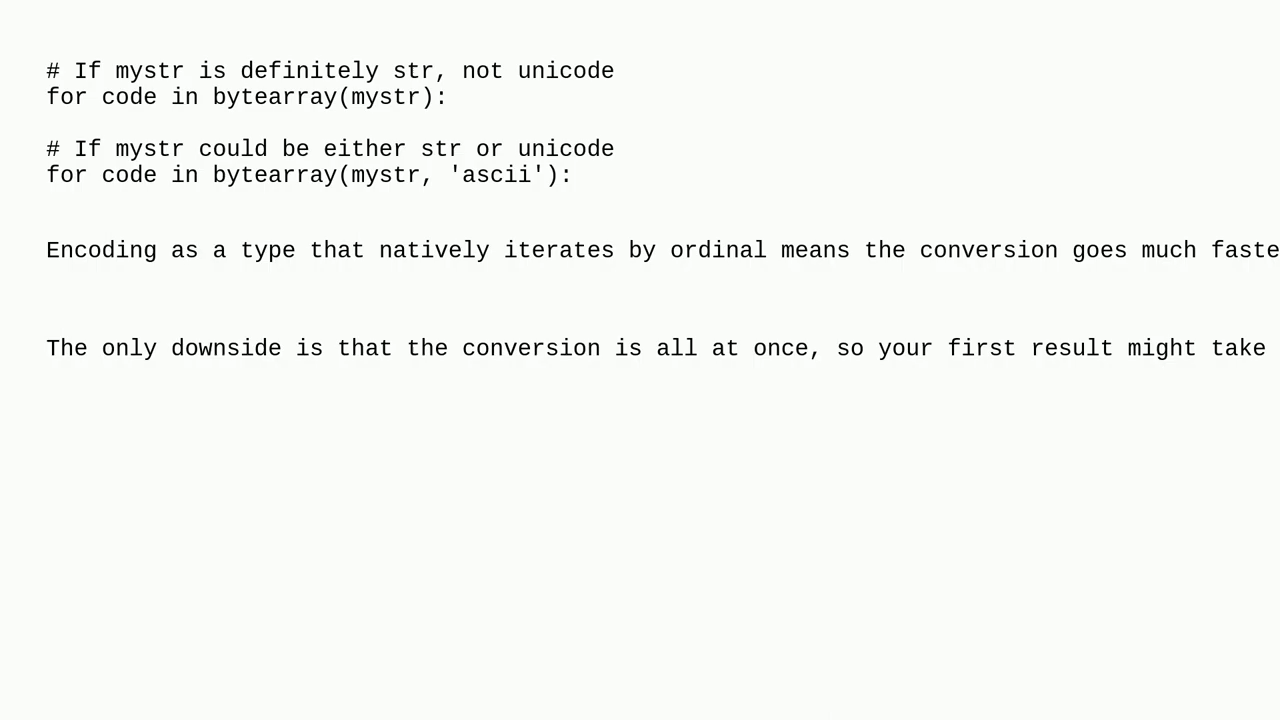 # If mystr is definitely str, not unicode
for code in bytearray(mystr):
# If mystr could be either str or unicode
for code in bytearray(mystr, 'ascii'):
Encoding as a type that natively iterates by ordinal means the conversion goes much faste
The only downside is that the conversion is all at once, so your first result might take